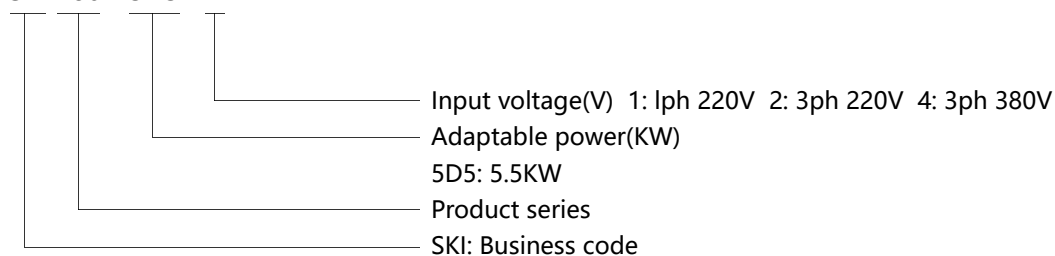 Input voltage(V) 1: lph 220V 2: 3ph 220V 4: 3ph 380V
Adaptable power(KW)
5D5: 5.5KW
Product series
SKI: Business code